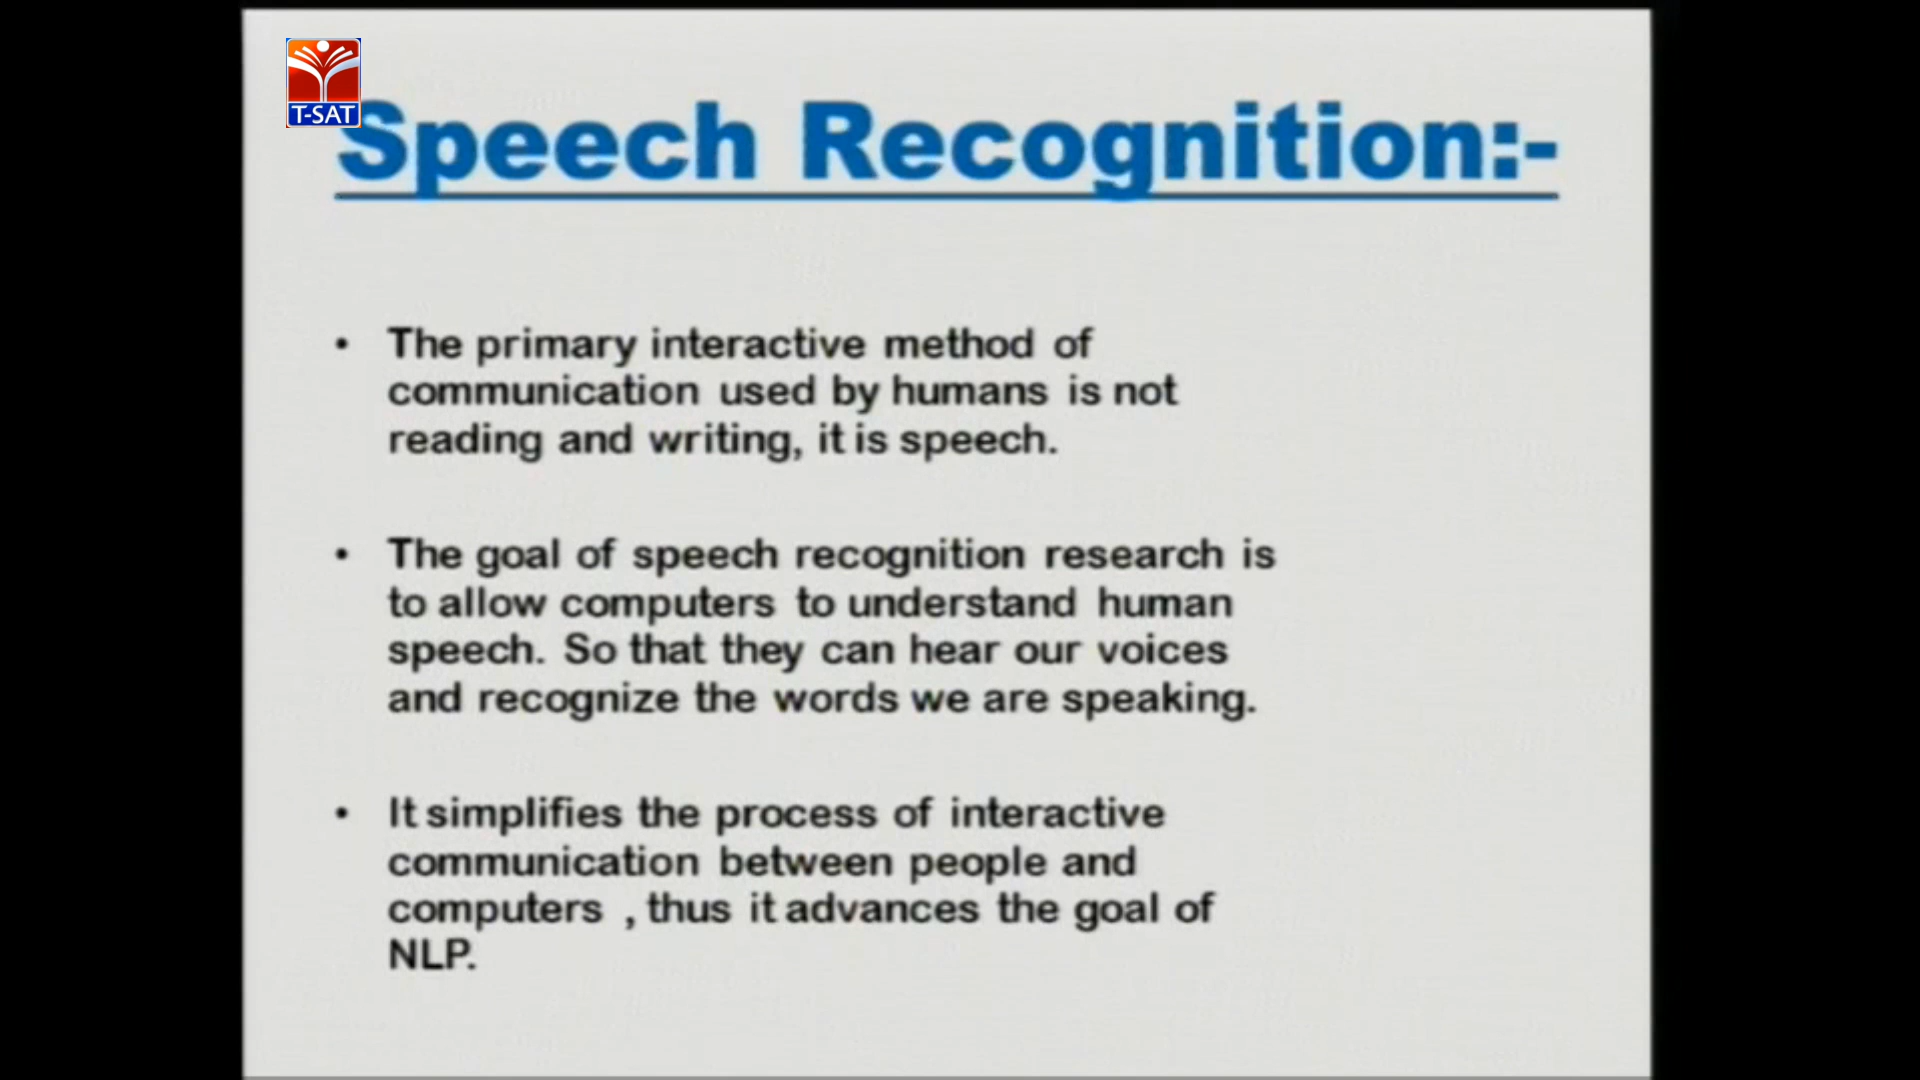 T-SAT
Speech Recognition:-
• The primary interactive method of
communication used by humans is not
reading and writing, it is speech.
• The goal of speech recognition research is
to allow computers to understand human
speech. So that they can hear our voices
and recognize the words we are speaking.
• It simplifies the process of interactive
communication between people and
computers , thus it advances the goal of
NLP.